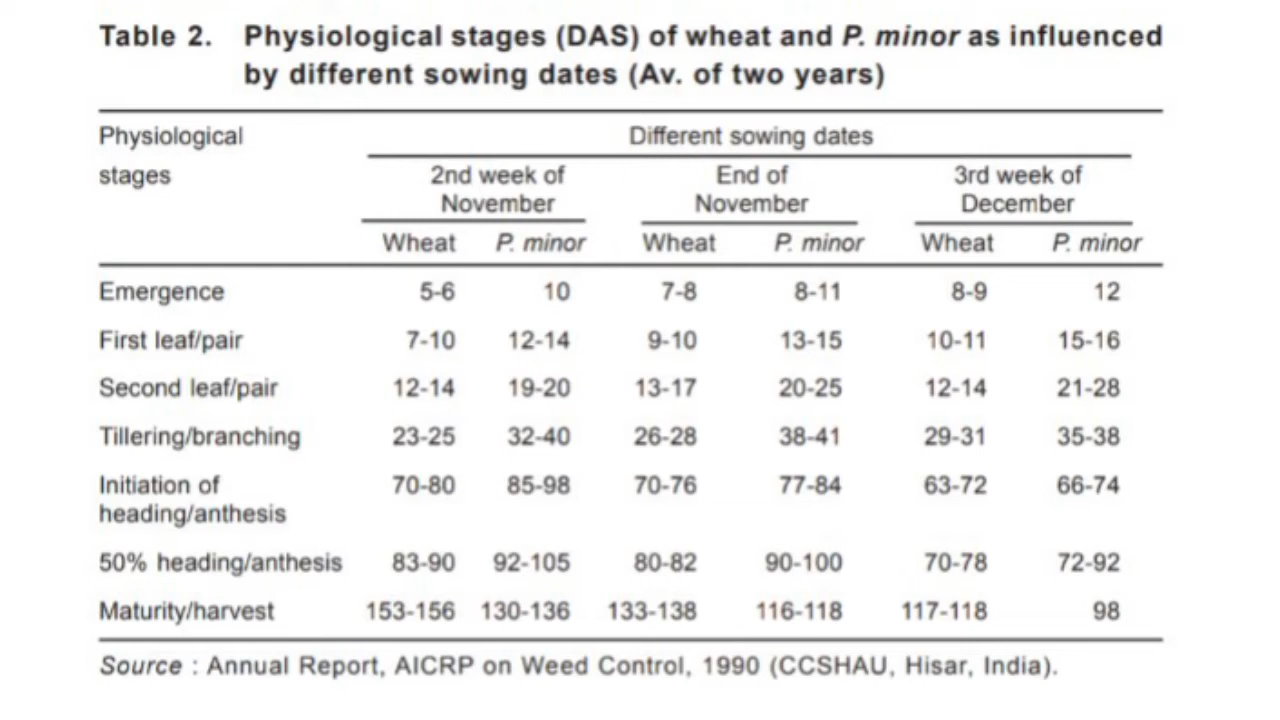 Table 2. Physiological stages (DAS) of wheat and P. minor as influenced
by different sowing dates (Av. of two years)
Physiological Different sowing dates
stages 2nd week of End of 3rd week of
November November December
Wheat P. minor Wheat P. minor Wheat P. minor
Emergence 5-6 10 7-8 8-11 8-9 12
First leaf/pair 7-10 12-14 9-10 13-15 10-11 15-16
Second leaf/pair 12-14 19-20 13-17 20-25 12-14 21-28
Tillering/branching 23-25 32-40 26-28 38-41 29-31 35-38
Initiation of 70-80 85-98 70-76 77-84 63-72 66-74
heading/anthesis
50% heading/anthesis 83-90 92-105 80-82 90-100 70-78 72-92
Maturity/harvest 153-156 130-136 133-138 116-118 117-118 98
Source : Annual Report, AICRP on Weed Control, 1990 (CCSHAU, Hisar, India).